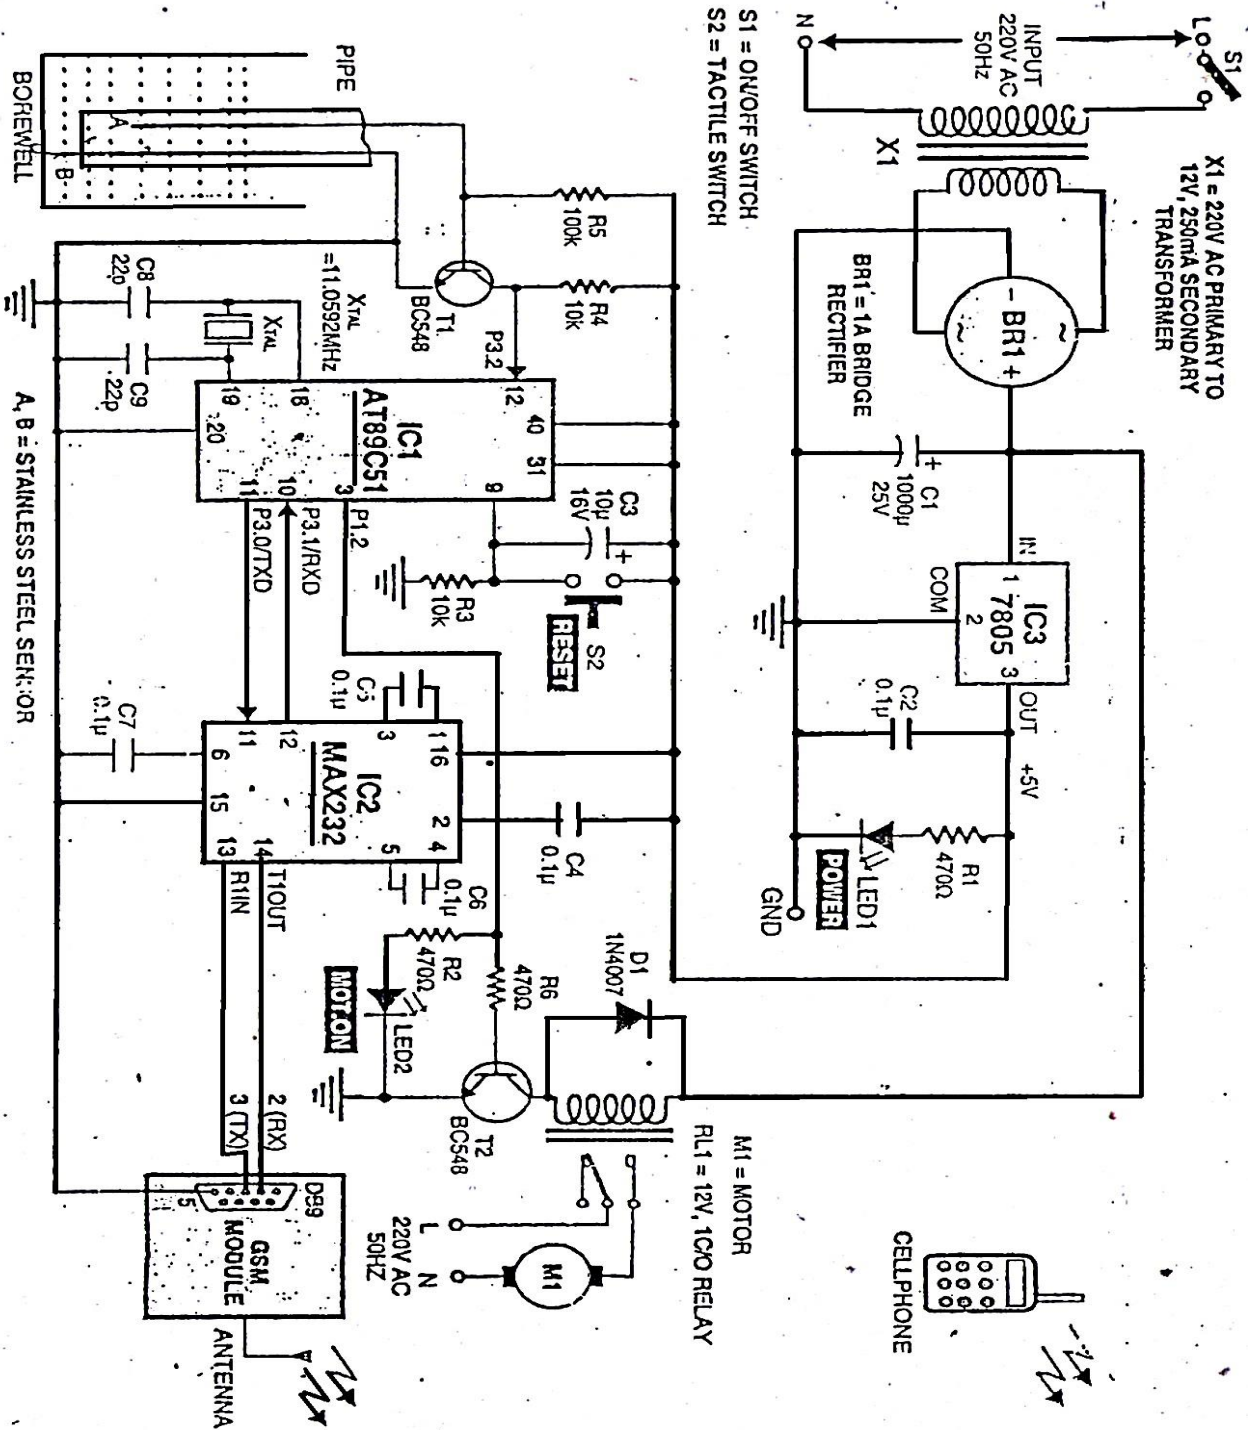 X1 = 220V AC PRIMARY TO
12V, 250mA SECONDARY
TRANSFORMER
S1
L
INPUT
220V AC
50Hz
N
X1
S1 = ON/OFF SWITCH
S2 = TACTILE SWITCH
BR1
~
~
–
+
BR1 = 1A BRIDGE
RECTIFIER
C1
1000µ
25V
+
IN
1
IC3
7805
COM
2
3
OUT
C2
0.1µ
+5V
R1
470Ω
LED1
POWER
GND
M1 = MOTOR
RL1 = 12V, 1C/O RELAY
CELLPHONE
PIPE
A
B
BOREWELL
R5
100k
R4
10k
T1
BC548
P3.2
XTAL
=11.0592MHz
XTAL
C8
22p
C9
22p
12
40
31
18
19
20
IC1
AT89C51
9
3
10
11
P1.2
P3.1/RXD
P3.0/TXD
C3
10µ
16V
+
S2
RESET
R3
10k
C5
0.1µ
1
16
3
12
11
6
15
IC2
MAX232
2
4
5
14
13
C4
0.1µ
C6
0.1µ
C7
0.1µ
T1OUT
R1IN
R2
470Ω
R6
470Ω
D1
1N4007
LED2
MOT.ON
T2
BC548
L
N
220V AC
50HZ
M1
2 (RX)
3 (TX)
DB9
5
GSM
MODULE
ANTENNA
A, B = STAINLESS STEEL SENSOR